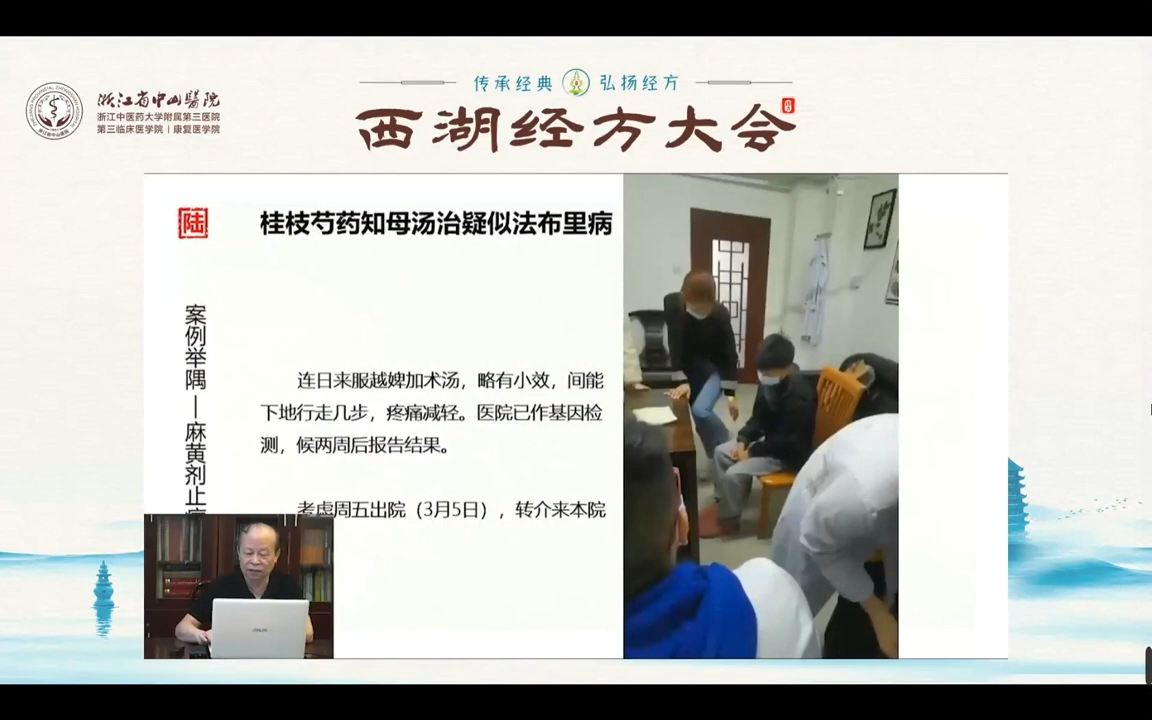 浙江省中山醫院
浙江中医药大学附属第三医院
第三临床医学院 | 康复医学院
传承经典 弘扬经方
西湖经方大会
陆
桂枝芍药知母汤治疑似法布里病
案例举隅—麻黄剂止
连日来服越婢加术汤，略有小效，间能
下地行走几步，疼痛减轻。医院已作基因检
测，候两周后报告结果。
考虑周五出院（3月5日），转介来本院
ASUS